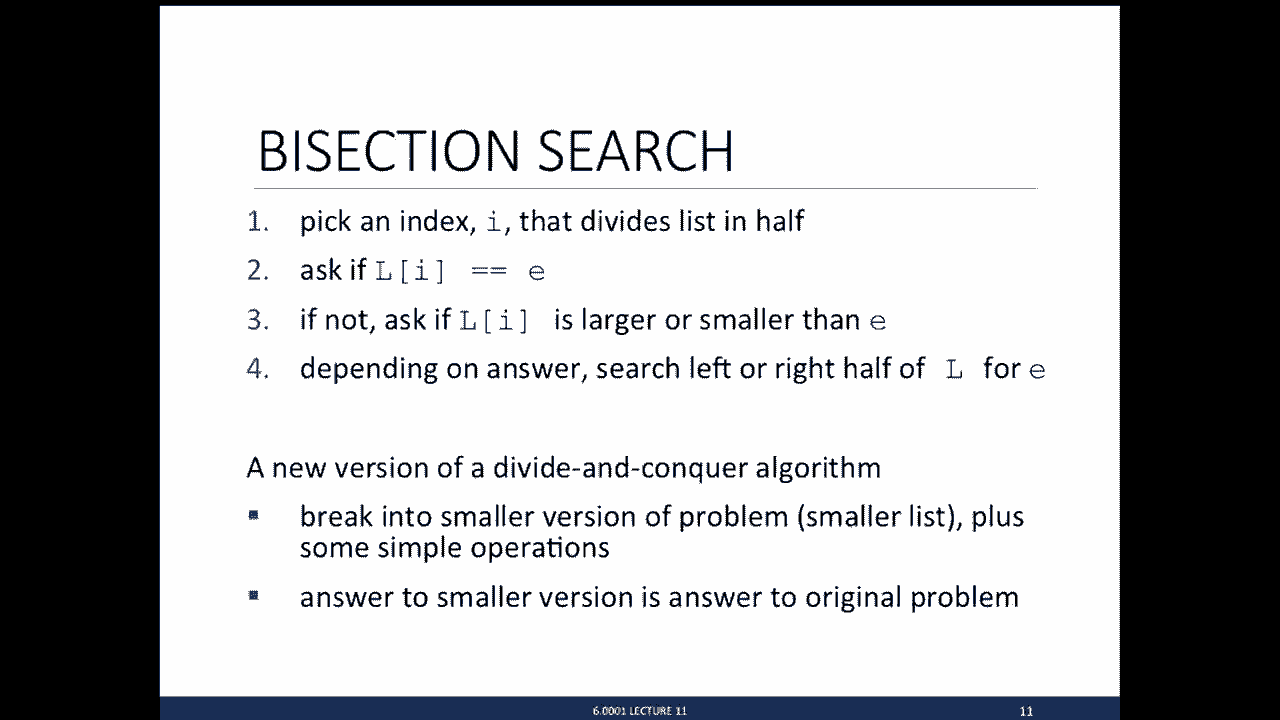 BISECTION SEARCH
1. pick an index, i, that divides list in half
2. ask if L[i] == e
3. if not, ask if L[i] is larger or smaller than e
4. depending on answer, search left or right half of L for e
A new version of a divide-and-conquer algorithm
▪ break into smaller version of problem (smaller list), plus
some simple operations
▪ answer to smaller version is answer to original problem
6.0001 LECTURE 11
11